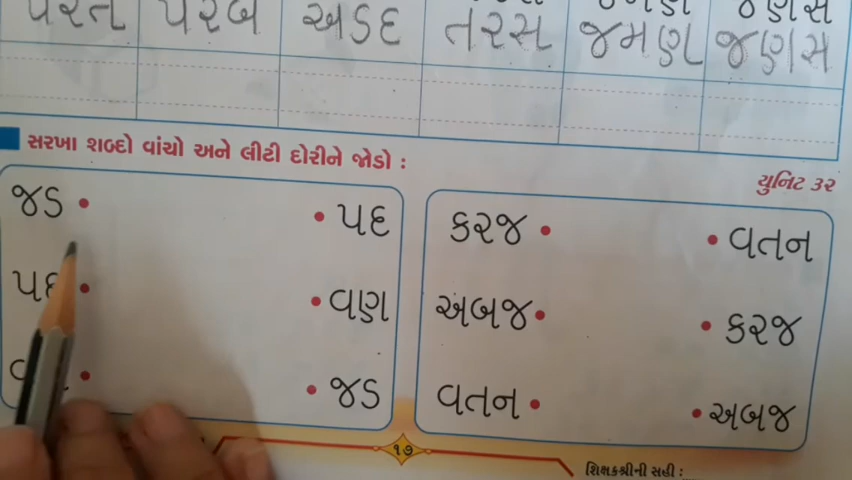 પરત પરબ અડદ તરસ જમણ જણસ
સરખા શબ્દો વાંચો અને લીટી દોરીને જોડો :
યુનિટ ૩૨
જડ • • પદ
પદ • • વણ
• જડ
કરજ • • વતન
અબજ • • કરજ
વતન • • અબજ
૧૭
શિક્ષકશ્રીની સહી :